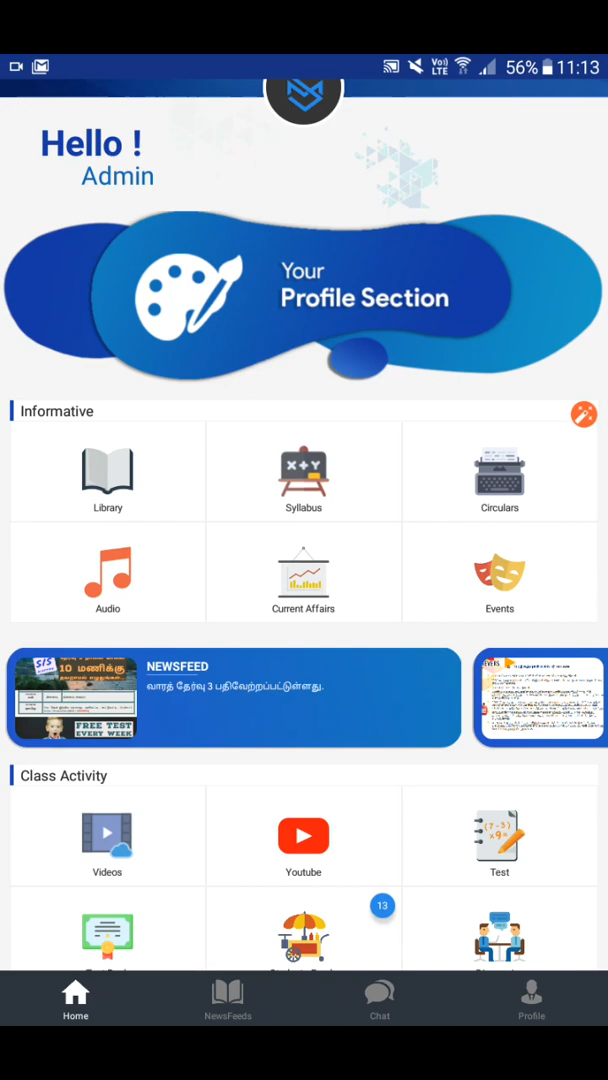 56% 11:13
Hello !
Admin
Your
Profile Section
Informative
Library
Syllabus
Circulars
Audio
Current Affairs
Events
SIS
10 மணிக்கு
FREE TEST
EVERY WEEK
NEWSFEED
வாரத் தேர்வு 3 பதிவேற்றப்பட்டுள்ளது.
Class Activity
Videos
Youtube
Test
13
Home
NewsFeeds
Chat
Profile